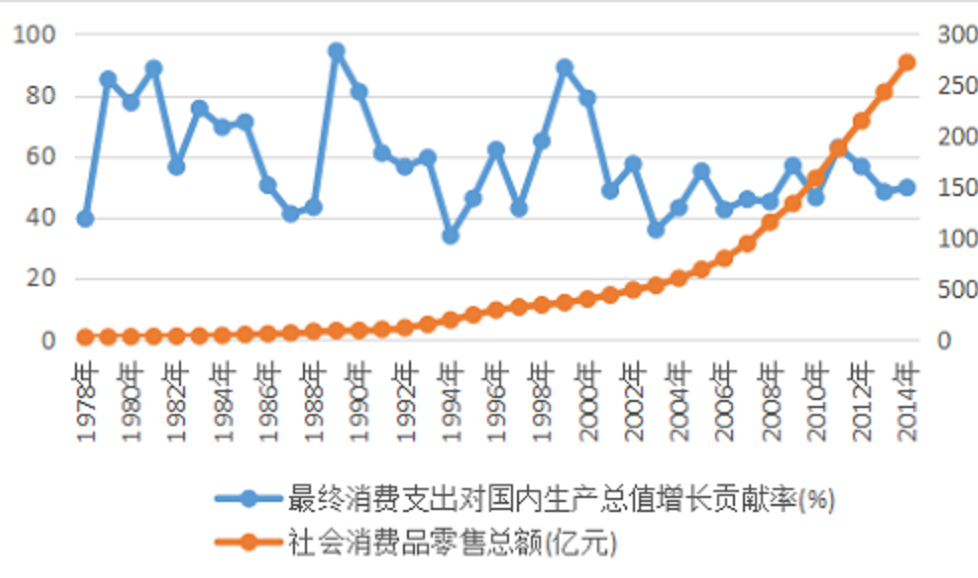 100
80
60
40
20
0
300
250
200
150
100
500
0
1978年
1980年
1982年
1984年
1986年
1988年
1990年
1992年
1994年
1996年
1998年
2000年
2002年
2004年
2006年
2008年
2010年
2012年
2014年
最终消费支出对国内生产总值增长贡献率(%)
社会消费品零售总额(亿元)